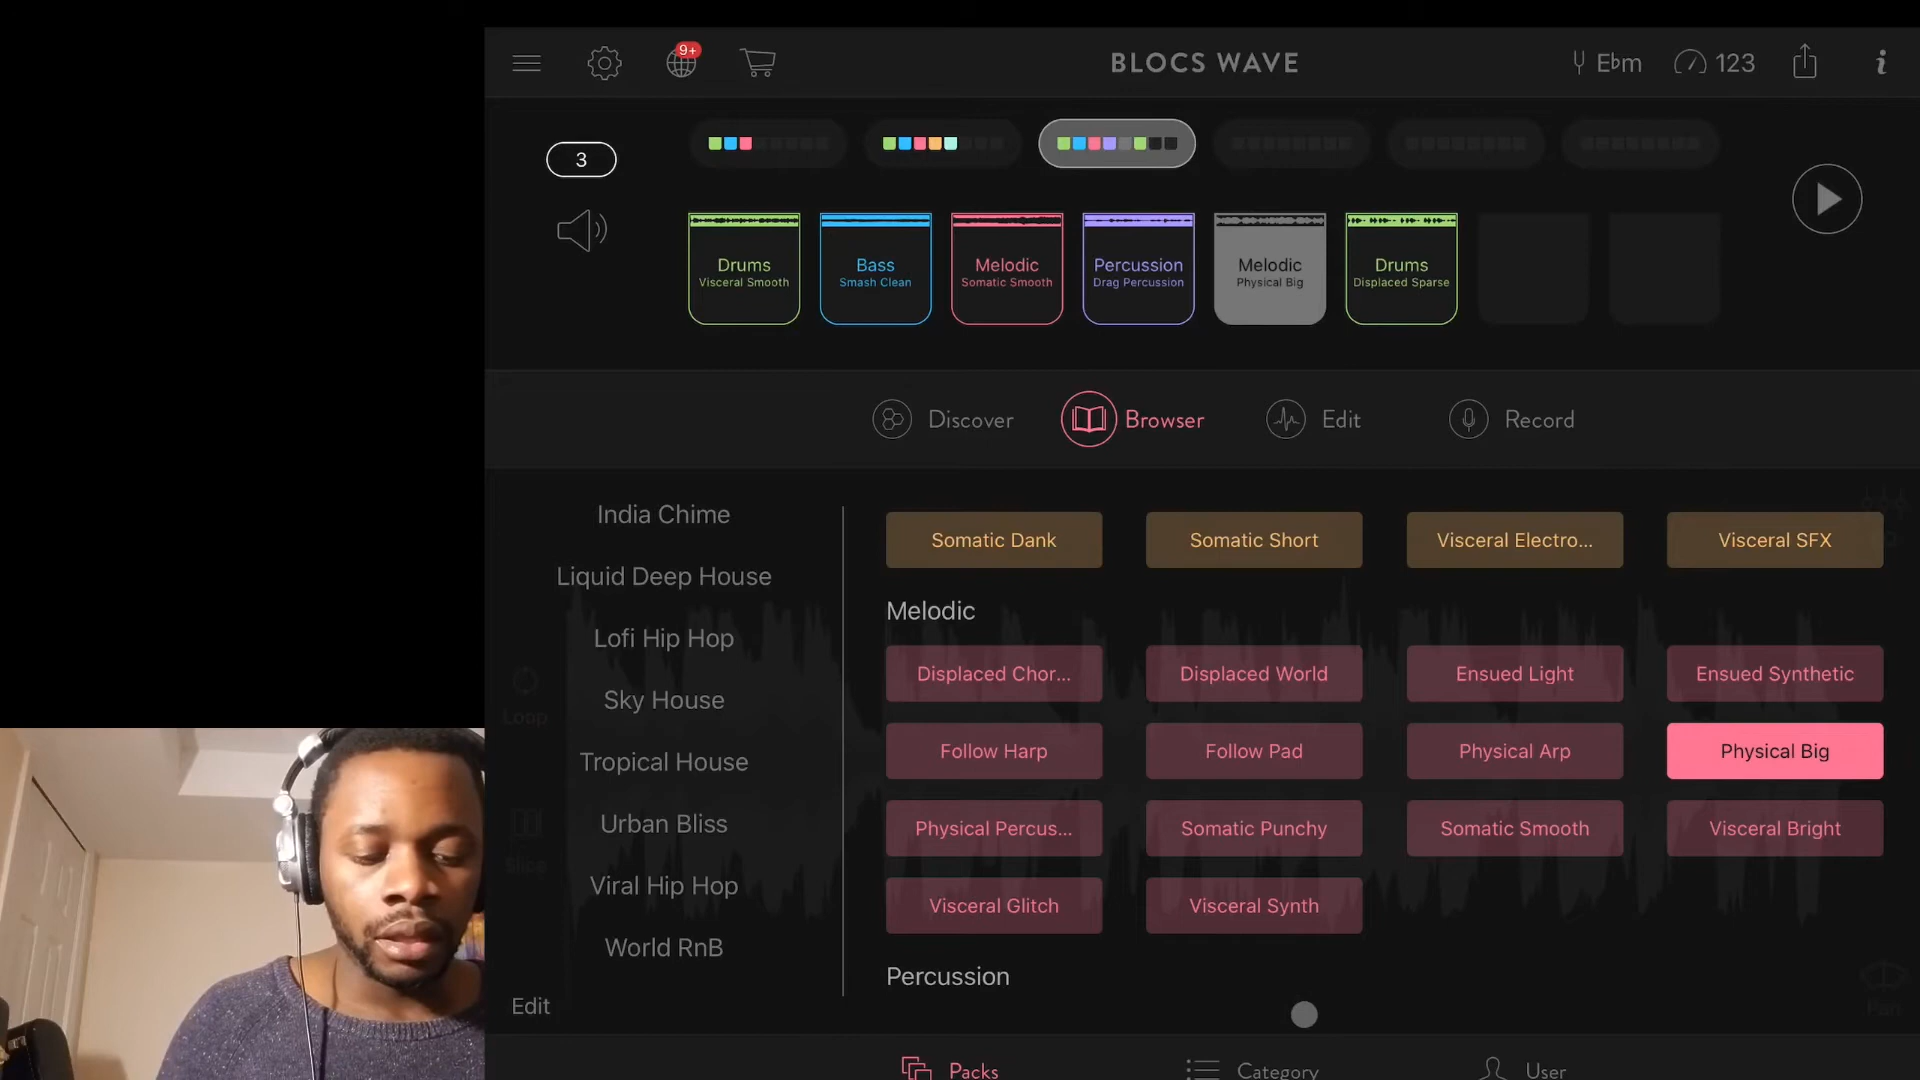 9+
BLOCS WAVE
E♭m
123
i
3
Drums
Visceral Smooth
Bass
Smash Clean
Melodic
Somatic Smooth
Percussion
Drag Percussion
Melodic
Physical Big
Drums
Displaced Sparse
Discover
Browser
Edit
Record
India Chime
Liquid Deep House
Lofi Hip Hop
Sky House
Tropical House
Urban Bliss
Viral Hip Hop
World RnB
Edit
Loop
Slice
Somatic Dank
Somatic Short
Visceral Electro...
Visceral SFX
Melodic
Displaced Chor...
Displaced World
Ensued Light
Ensued Synthetic
Follow Harp
Follow Pad
Physical Arp
Physical Big
Physical Percus...
Somatic Punchy
Somatic Smooth
Visceral Bright
Visceral Glitch
Visceral Synth
Percussion
Pan
Packs
Category
User